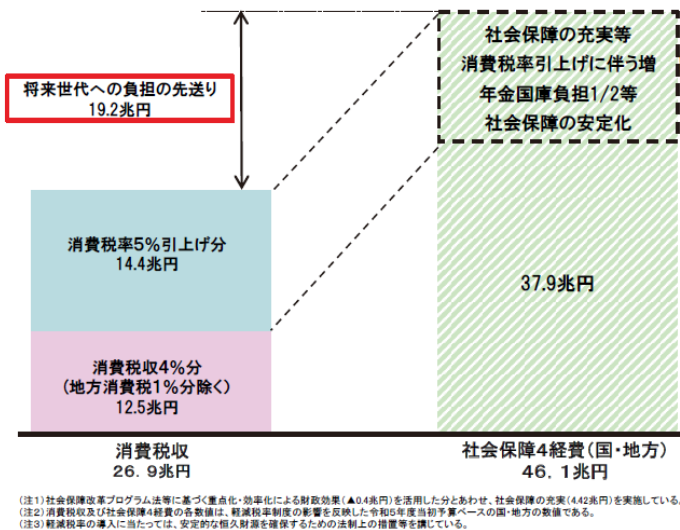 社会保障の充実等
消費税率引上げに伴う増
年金国庫負担1/2等
社会保障の安定化
将来世代への負担の先送り
19.2兆円
消費税率5%引上げ分
14.4兆円
37.9兆円
消費税収4%分
(地方消費税1%分除く)
12.5兆円
消費税収
26.9兆円
社会保障4経費(国・地方)
46.1兆円
(注1)社会保障改革プログラム法等に基づく重点化・効率化による財政効果(▲0.4兆円)を活用した分とあわせ、社会保障の充実(4.42兆円)を実施している。
(注2)消費税収及び社会保障4経費の各数値は、軽減税率制度の影響を反映した令和5年度当初予算ベースの国・地方の数値である。
(注3)軽減税率の導入に当たっては、安定的な恒久財源を確保するための法制上の措置等を講じている。